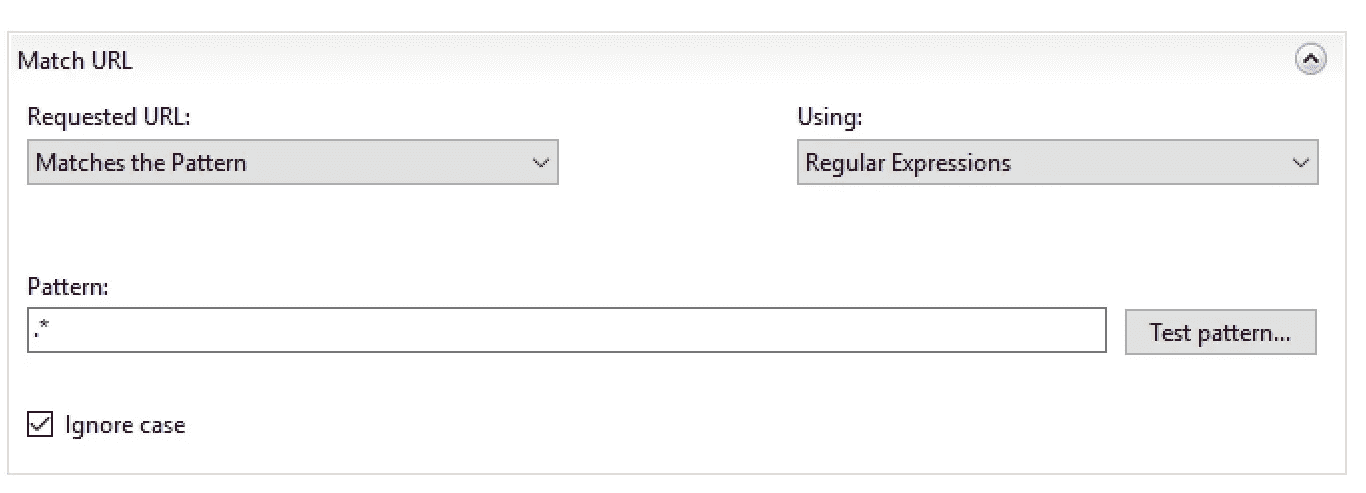 Match URL
Requested URL:
Using:
Matches the Pattern
Regular Expressions
Pattern:
.*
Test pattern...
Ignore case